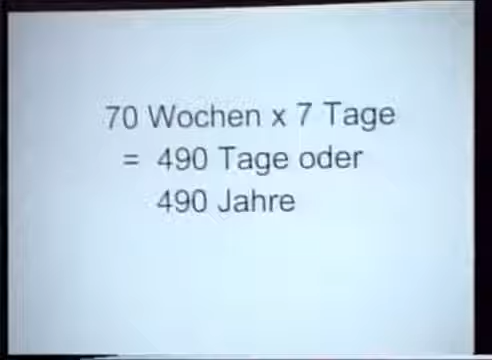 70 Wochen x 7 Tage
= 490 Tage oder
490 Jahre